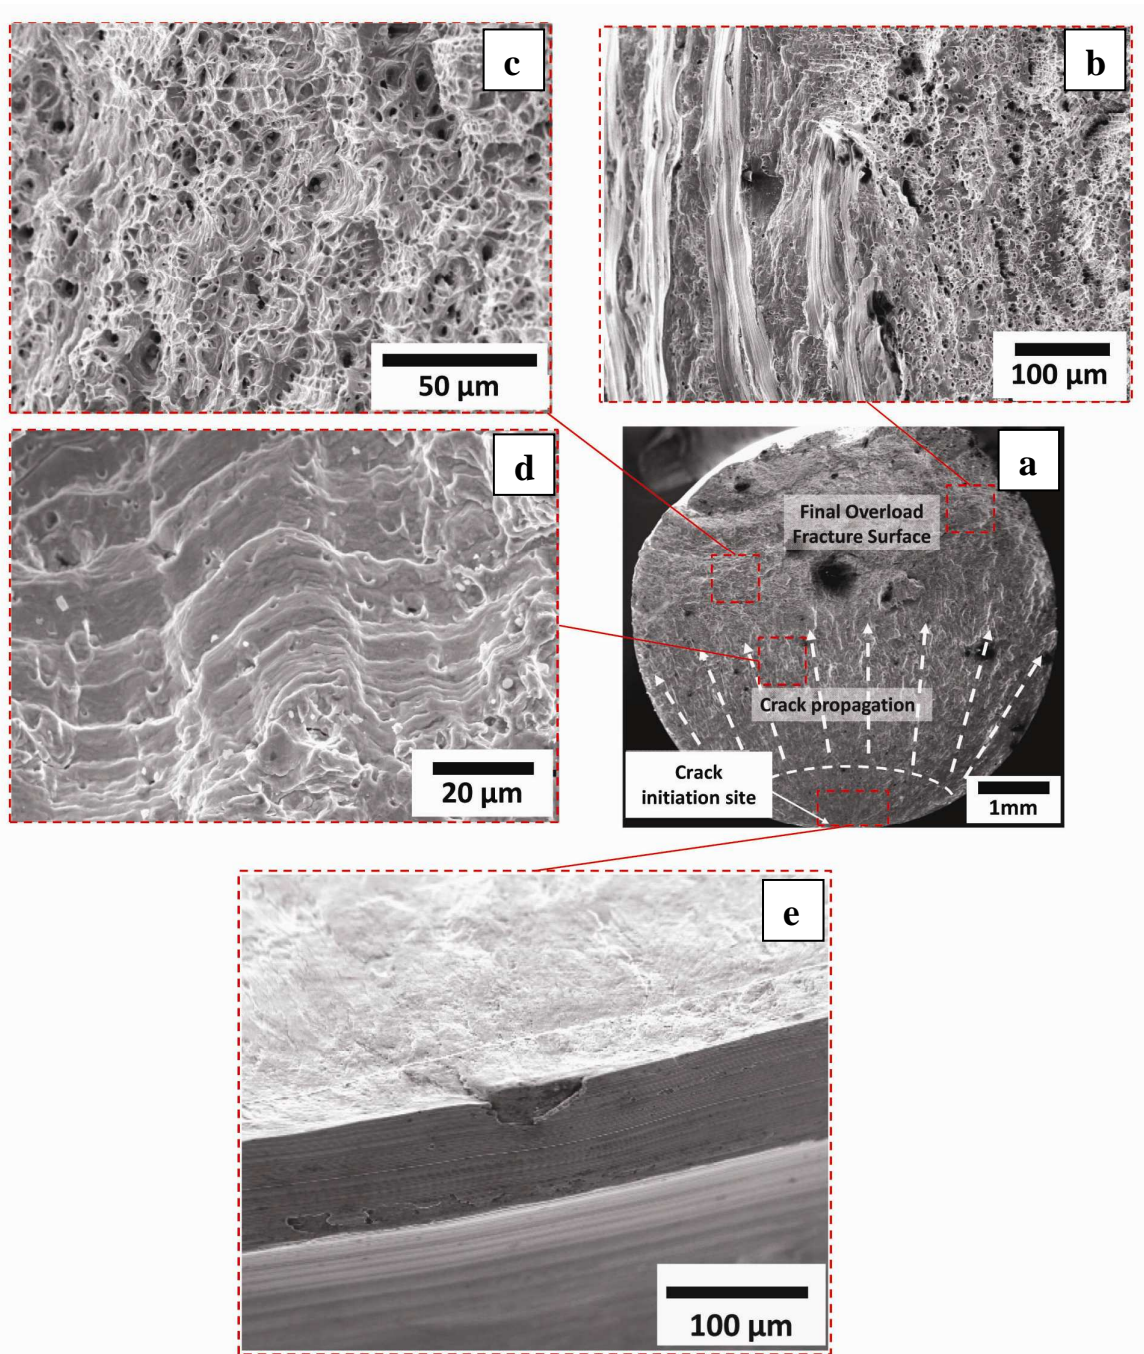 c
50 µm
b
100 µm
d
20 µm
a
Final Overload
Fracture Surface
Crack propagation
Crack
initiation site
1mm
e
100 µm